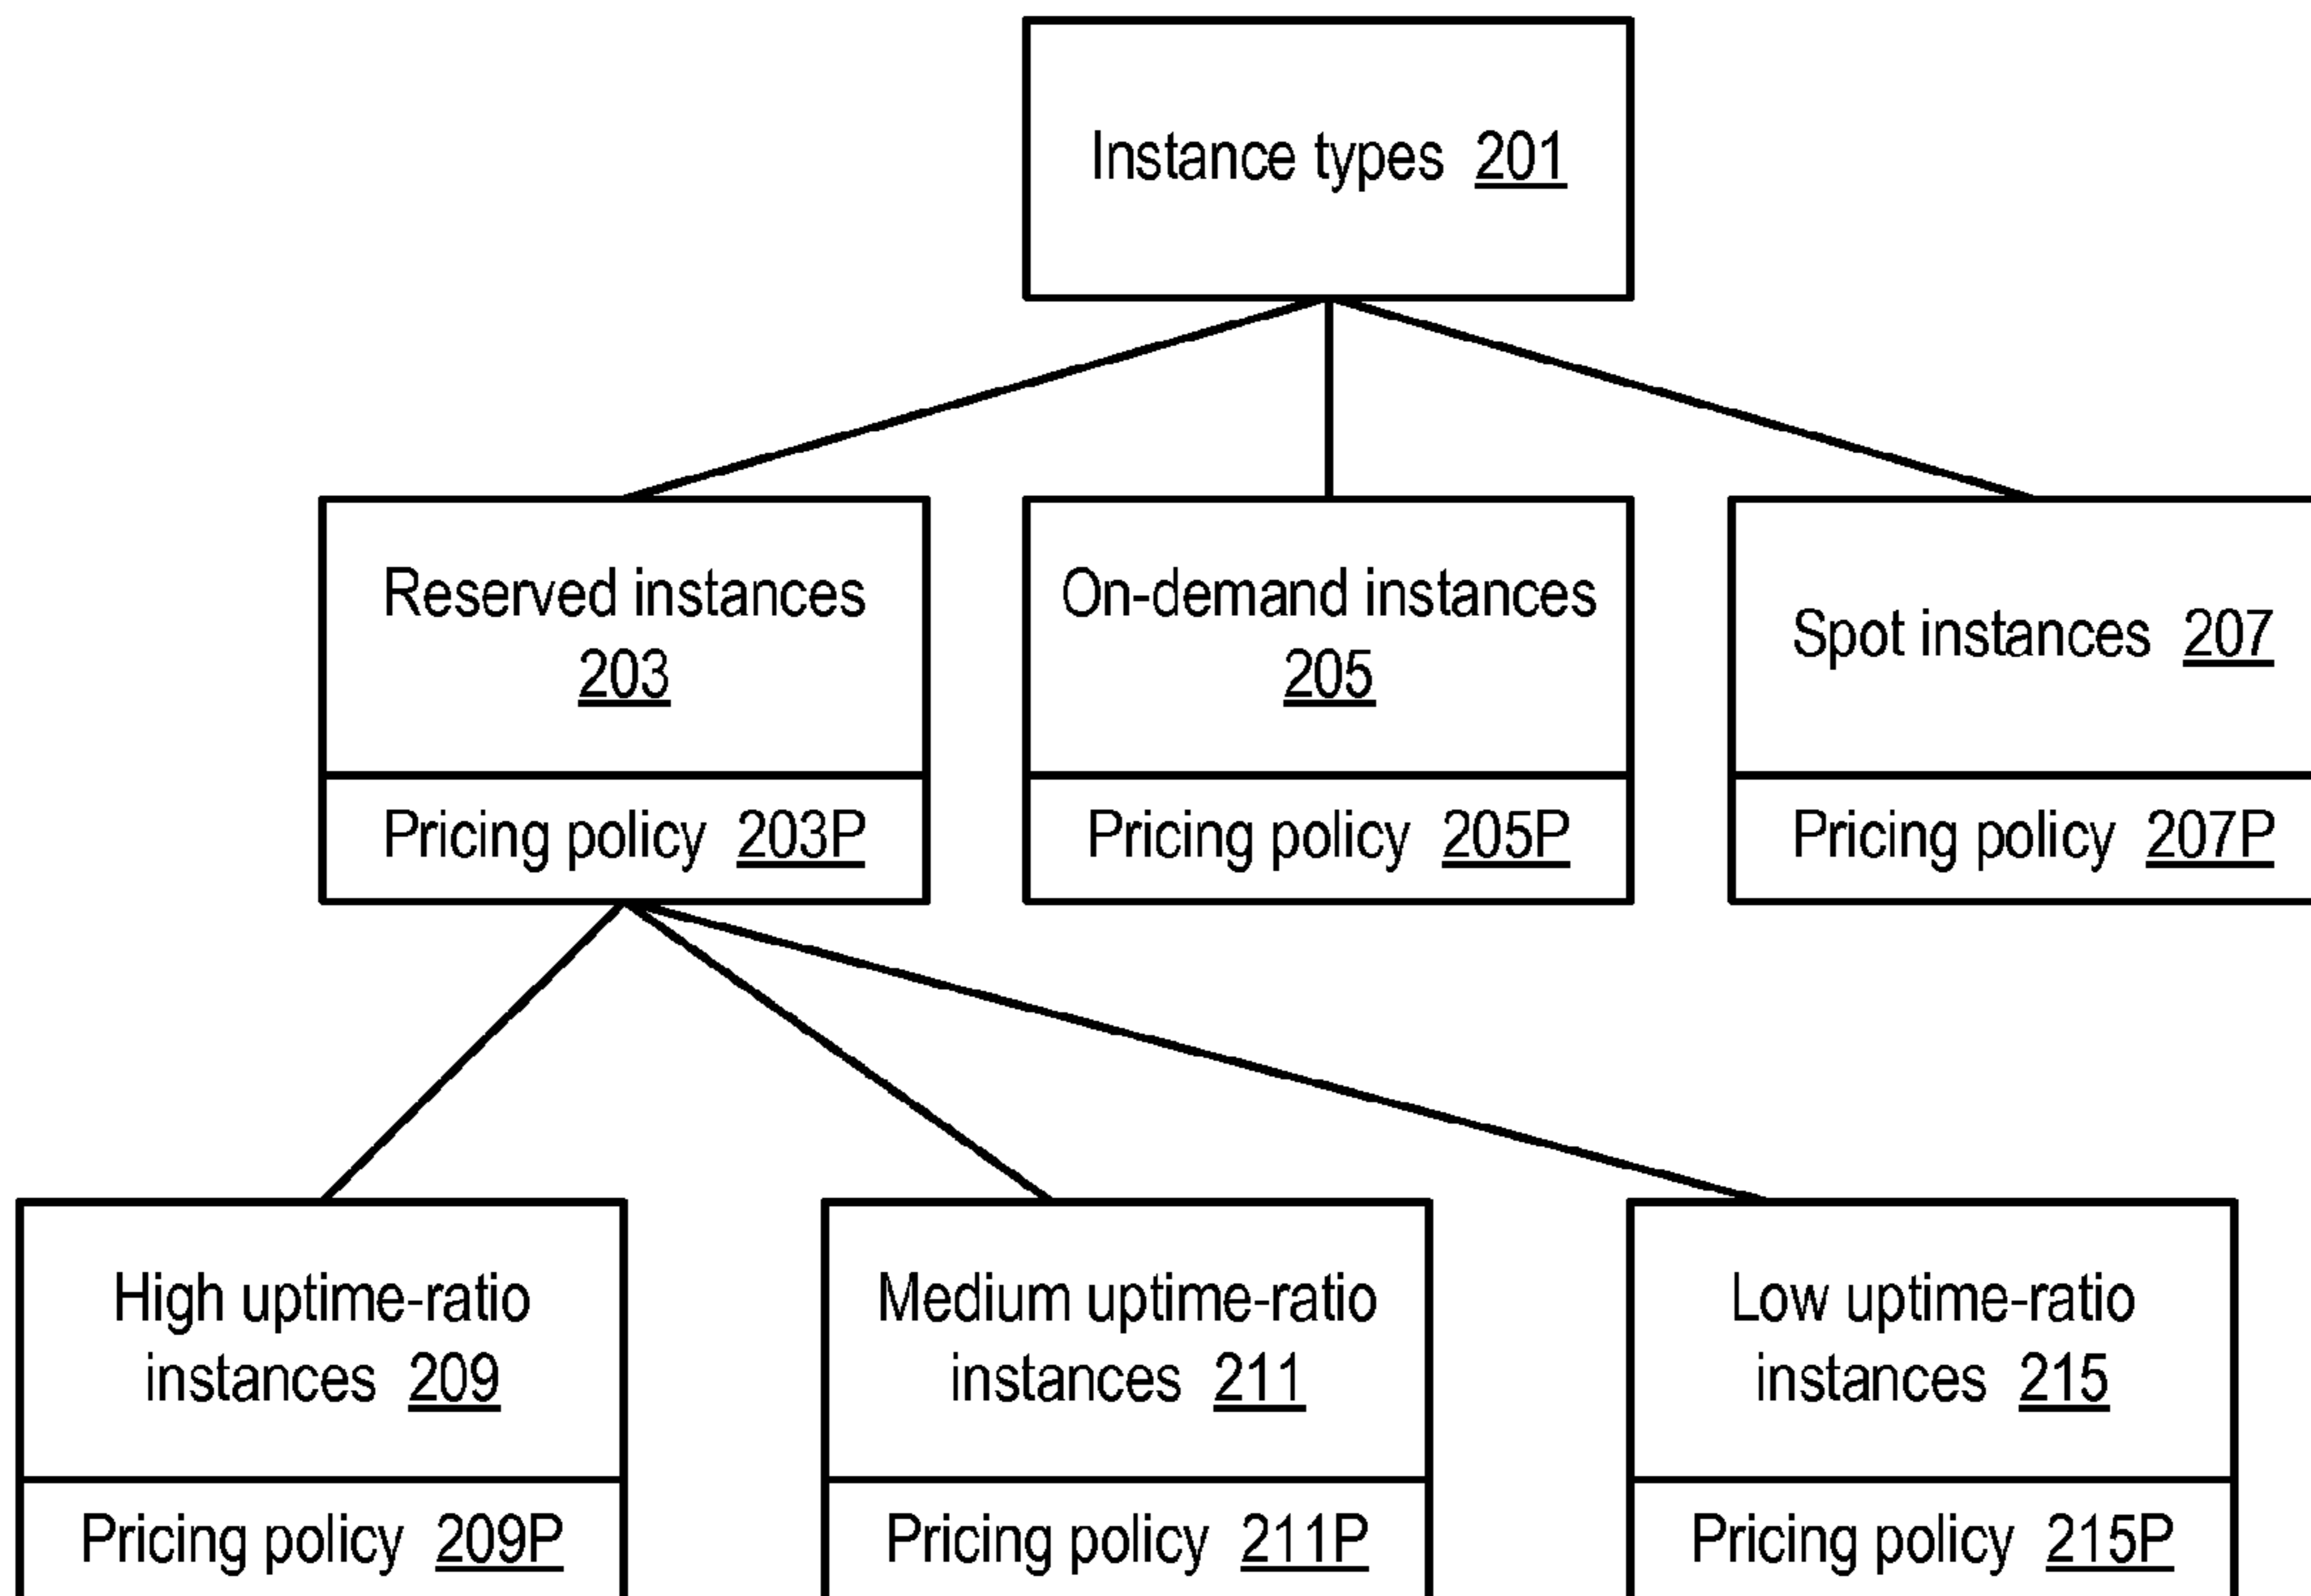 Instance types 201
Reserved instances
203
On-demand instances
205
Spot instances 207
Pricing policy 203P
Pricing policy 205P
Pricing policy 207P
High uptime-ratio
instances 209
Medium uptime-ratio
instances 211
Low uptime-ratio
instances 215
Pricing policy 209P
Pricing policy 211P
Pricing policy 215P